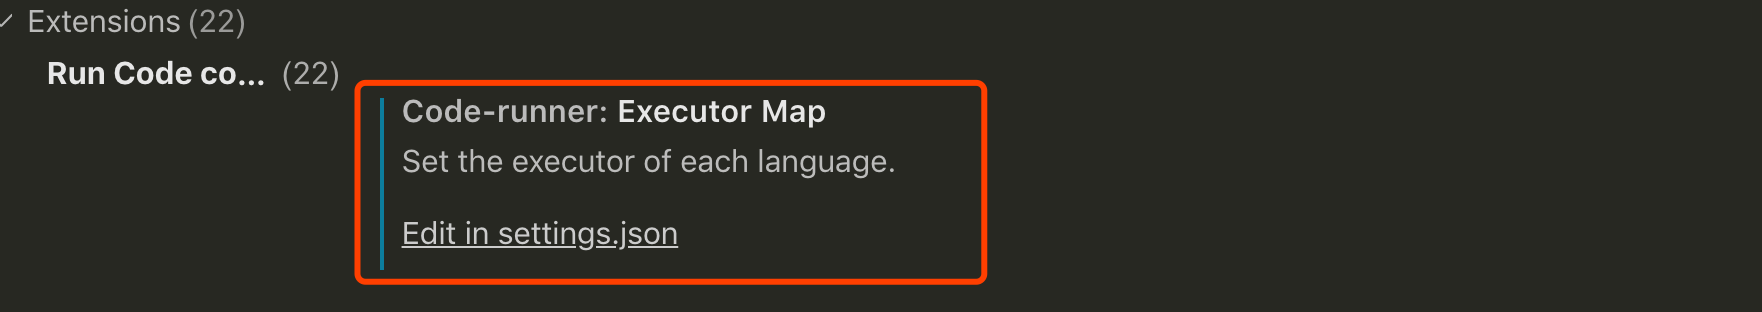 Extensions (22)
Run Code co... (22)
Code-runner: Executor Map
Set the executor of each language.
Edit in settings.json